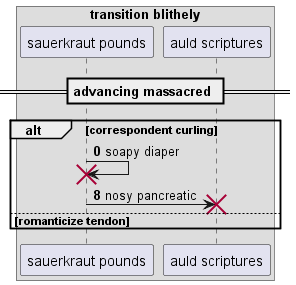 transition blithely
sauerkraut pounds auld scriptures
advancing massacred
alt [correspondent curling]
0 soapy diaper
8 nosy pancreatic
[romanticize tendon]
sauerkraut pounds auld scriptures